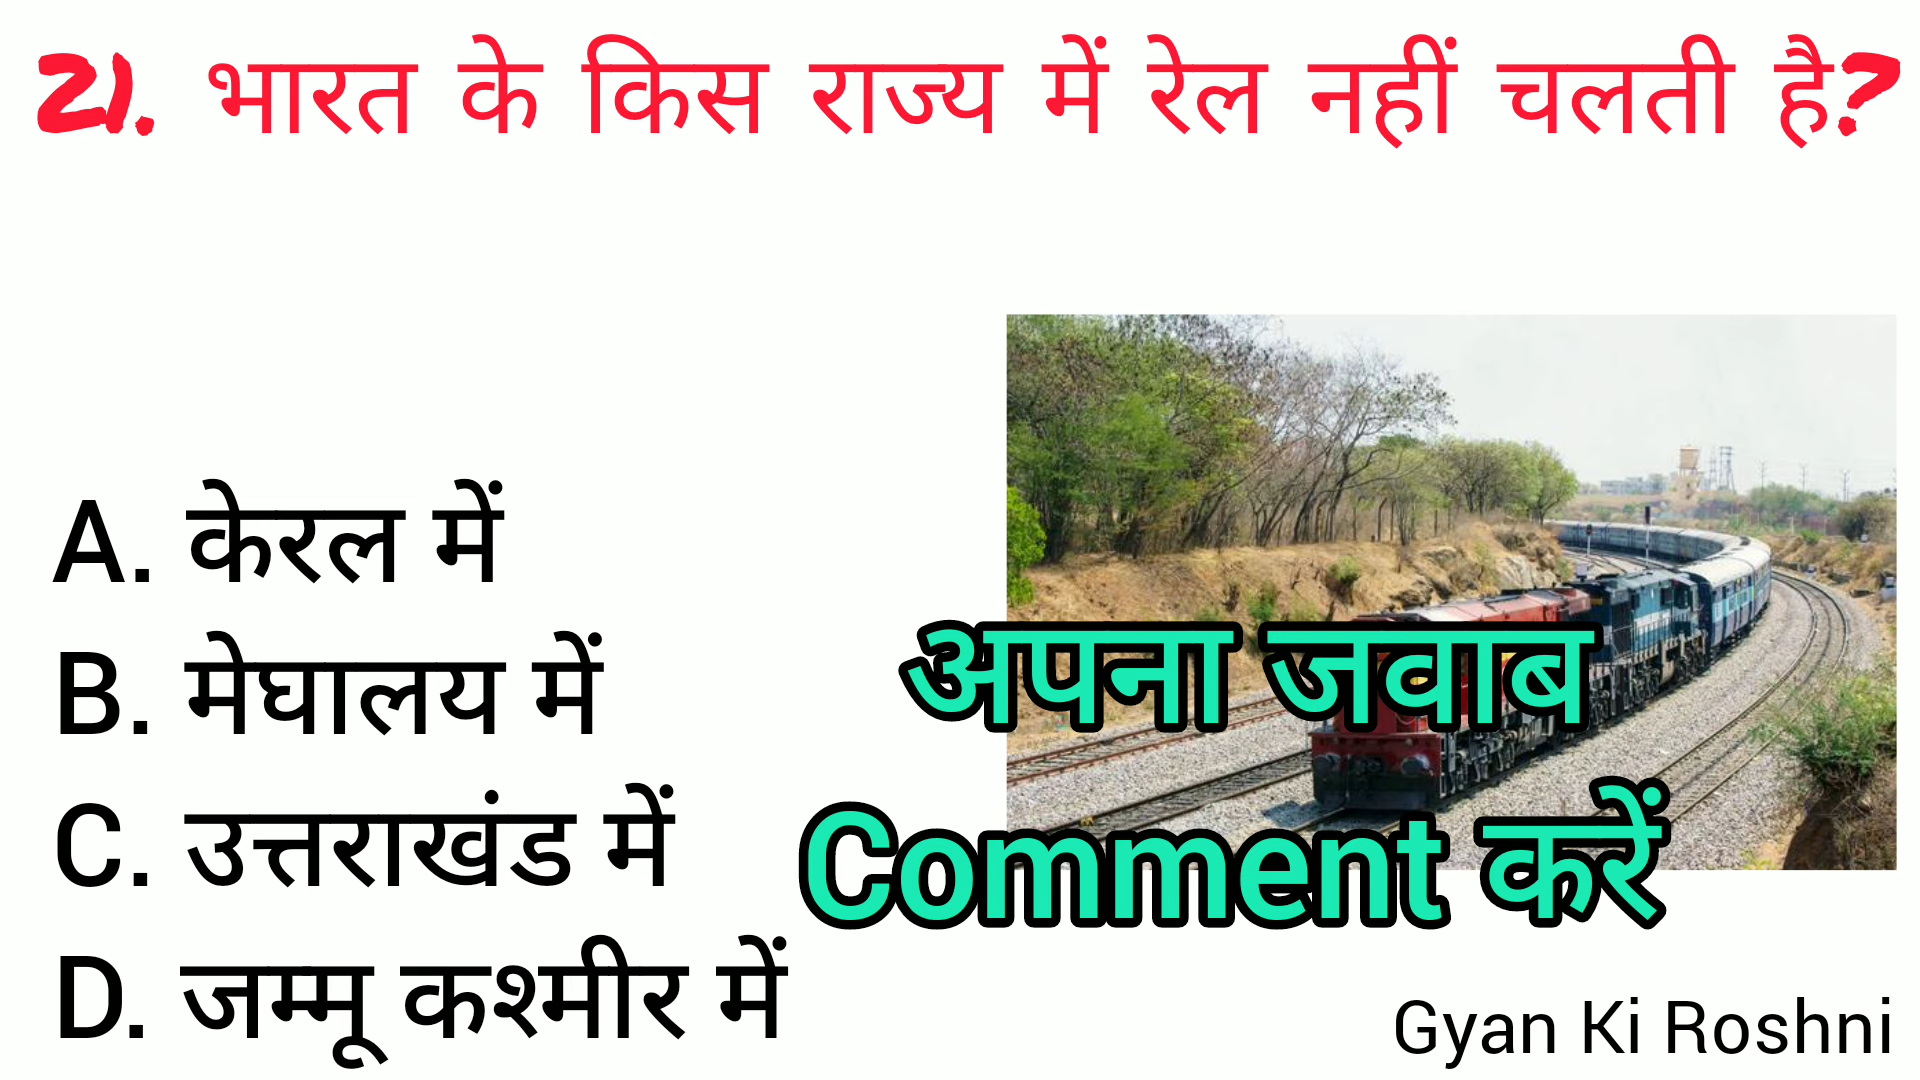 21. भारत के किस राज्य में रेल नहीं चलती है?
A. केरल में
B. मेघालय में
C. उत्तराखंड में
D. जम्मू कश्मीर में
अपना जवाब
Comment करें
Gyan Ki Roshni